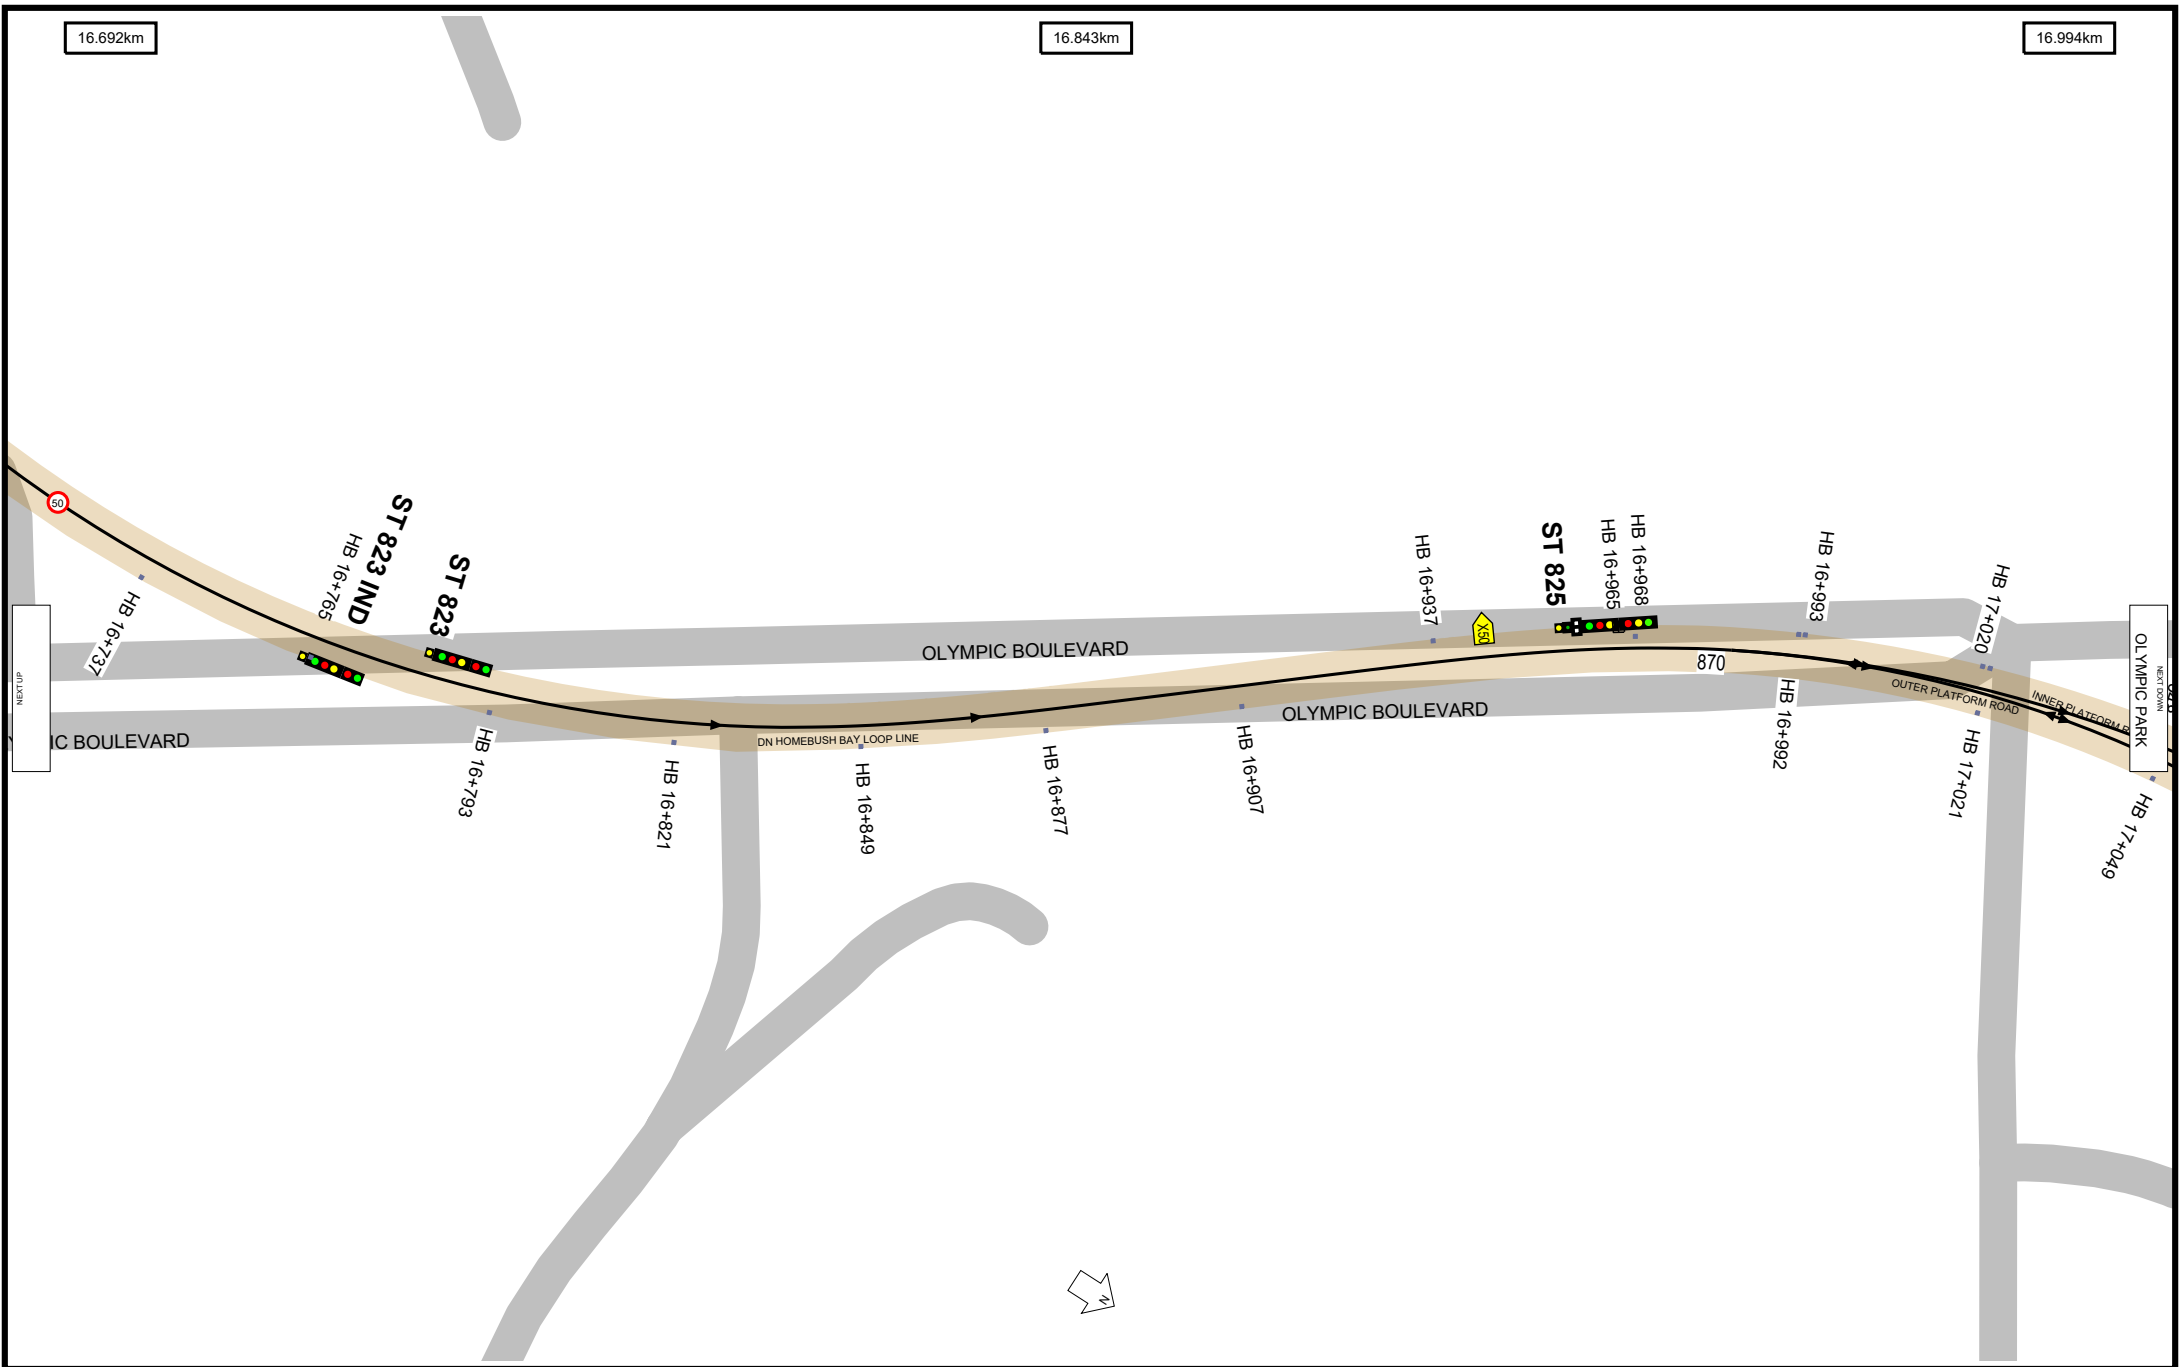 16.692km
16.843km
16.994km
50
HB 16+737
HB 16+765
ST 823 IND
ST 823
HB 16+793
HB 16+821
DN HOMEBUSH BAY LOOP LINE
HB 16+849
HB 16+877
HB 16+907
OLYMPIC BOULEVARD
OLYMPIC BOULEVARD
IC BOULEVARD
HB 16+937
X50
ST 825
HB 16+965
HB 16+968
870
HB 16+992
HB 16+993
HB 17+020
HB 17+021
OUTER PLATFORM ROAD
INNER PLATFORM R
HB 17+049
NEXT UP
OLYMPIC PARK
NEXT DOWN
N